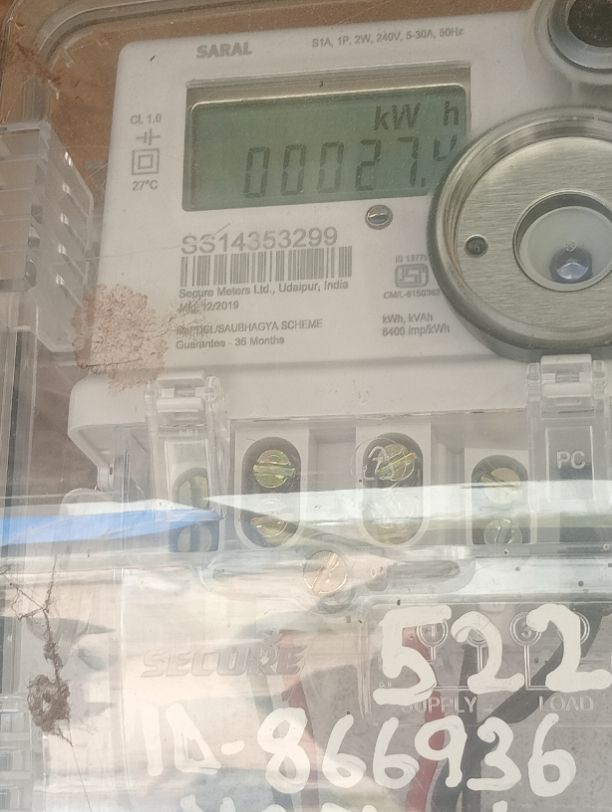 SARAL
S1A, 1P, 2W, 240V, 5-30A, 50Hz
CL 1.0
27°C
kW h
00027.4
SS14353299
Secure Meters Ltd., Udaipur, India
12/2019
/SAUBHAGYA SCHEME
Guarantee - 36 Months
CM/L-
kWh, kVAh
6400 imp/kWh
PC
SECURE
522
SUPPLY
LOAD
ID-866936